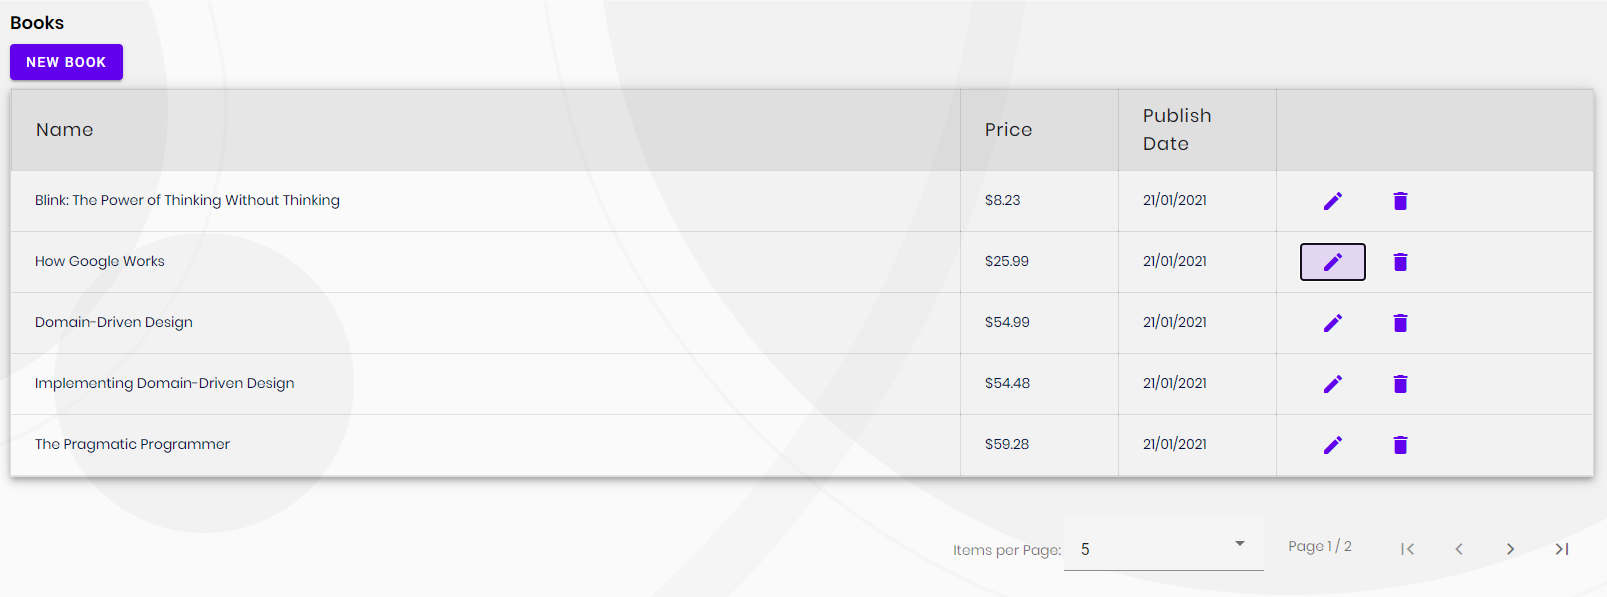 Books
NEW BOOK
Name Price Publish Date
Blink: The Power of Thinking Without Thinking $8.23 21/01/2021
How Google Works $25.99 21/01/2021
Domain-Driven Design $54.99 21/01/2021
Implementing Domain-Driven Design $54.48 21/01/2021
The Pragmatic Programmer $59.28 21/01/2021
Items per Page: 5 Page 1 / 2